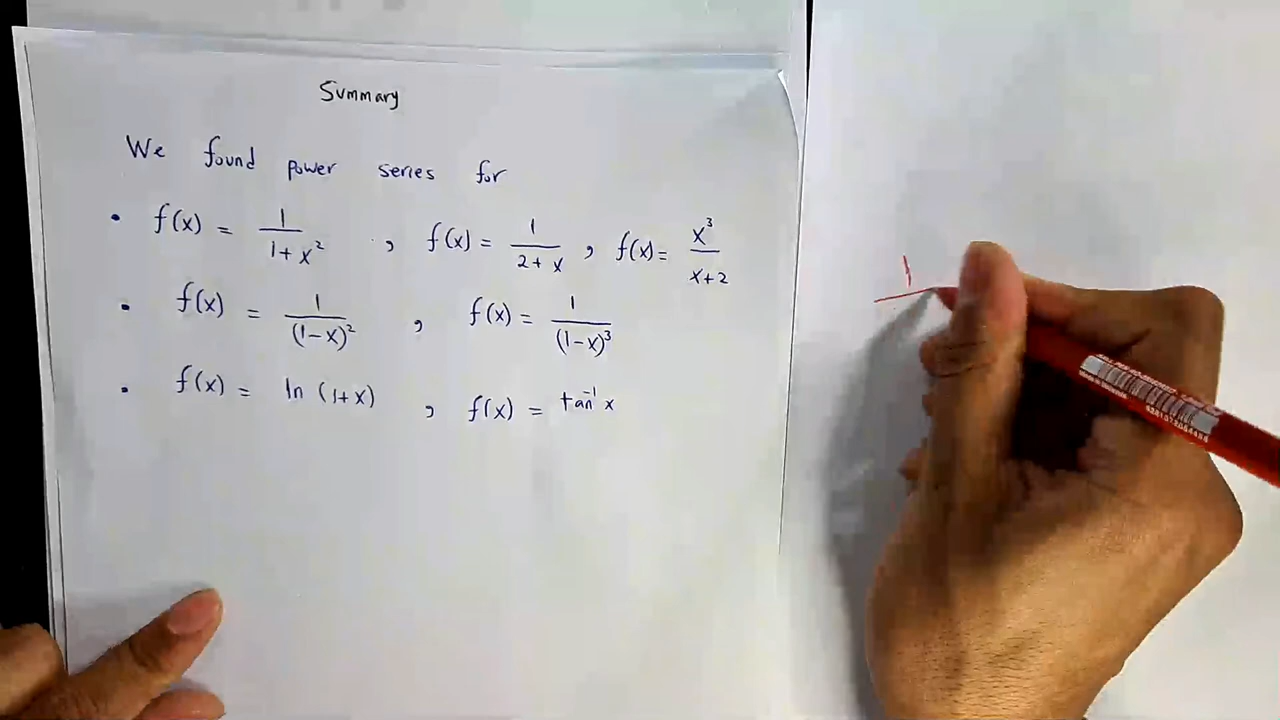 Summary
We found power series for
• f(x) = 1/(1+x²) , f(x) = 1/(2+x) , f(x) = x³/(x+2)
• f(x) = 1/(1-x)² , f(x) = 1/(1-x)³
• f(x) = ln (1+x) , f(x) = tan⁻¹ x
1